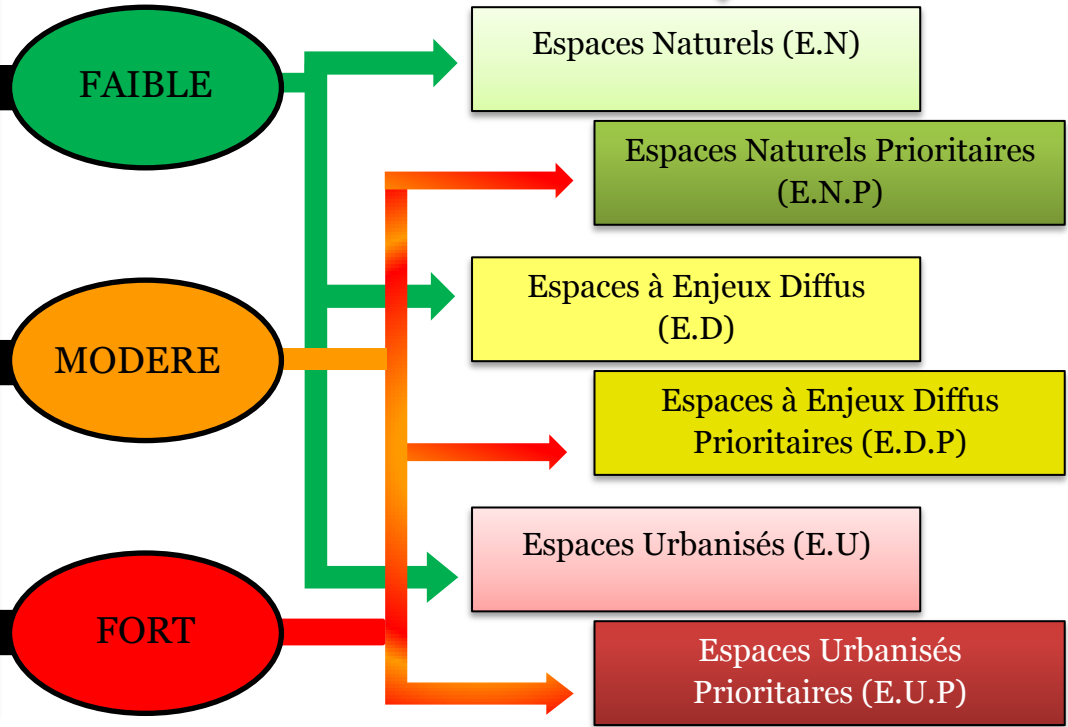 FAIBLE
Espaces Naturels (E.N)
Espaces Naturels Prioritaires
(E.N.P)
MODERE
Espaces à Enjeux Diffus
(E.D)
Espaces à Enjeux Diffus
Prioritaires (E.D.P)
FORT
Espaces Urbanisés (E.U)
Espaces Urbanisés
Prioritaires (E.U.P)